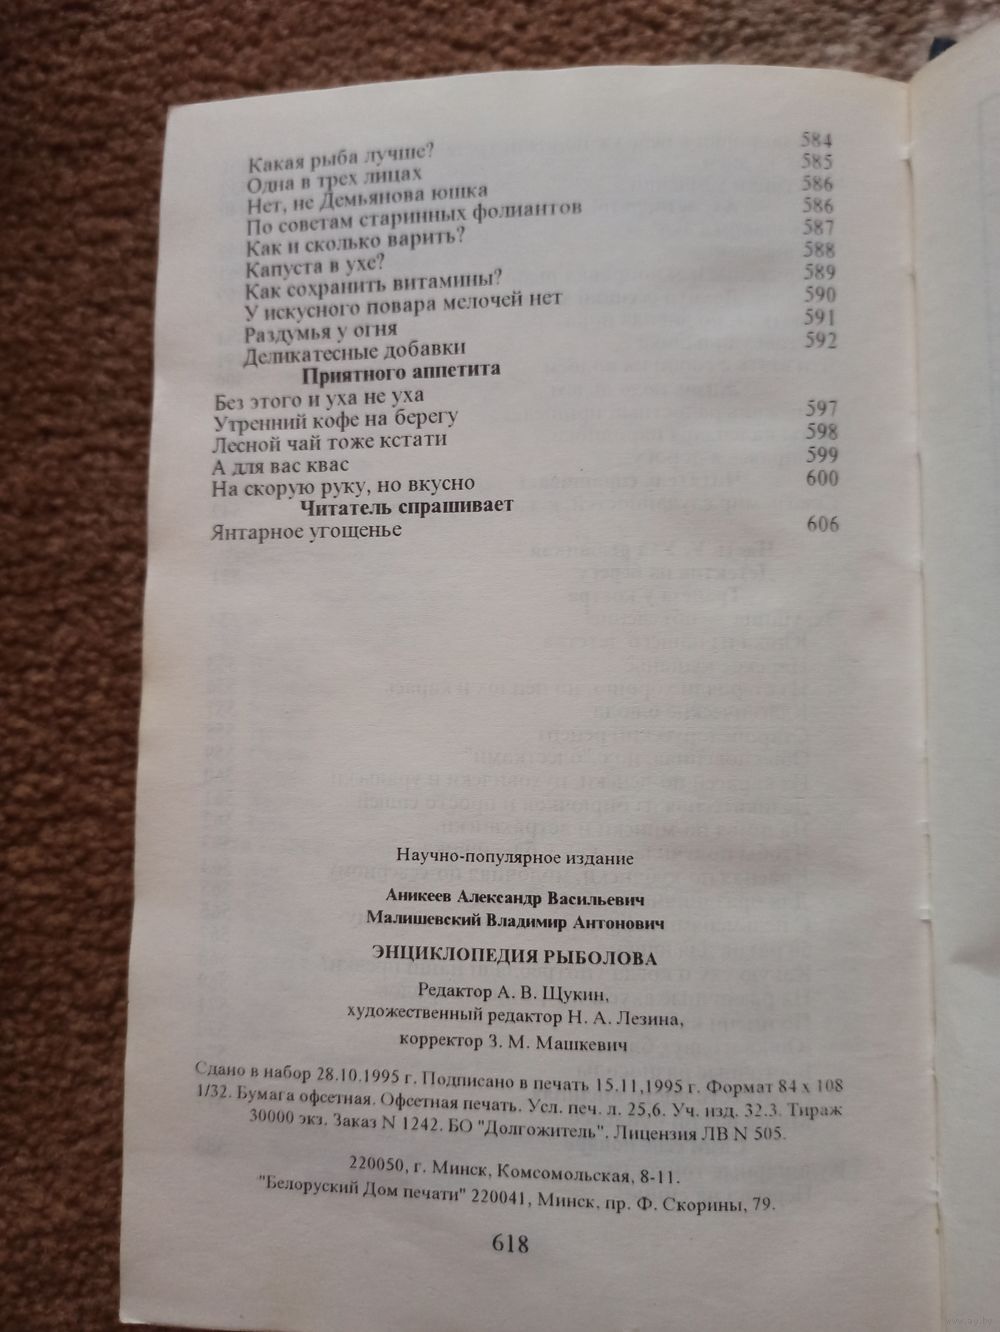 Какая рыба лучше? 584
Одна в трех лицах 585
Нет, не Демьянова юшка 586
По советам старинных фолиантов 586
Как и сколько варить? 587
Капуста в ухе? 588
Как сохранить витамины? 589
У искусного повара мелочей нет 590
Раздумья у огня 591
Деликатесные добавки 592
Приятного аппетита
Без этого и уха не уха
Утренний кофе на берегу 597
Лесной чай тоже кстати 598
А для вас квас 599
На скорую руку, но вкусно 600
Читатель спрашивает
Янтарное угощенье 606
Научно-популярное издание
Аникеев Александр Васильевич
Малишевский Владимир Антонович
ЭНЦИКЛОПЕДИЯ РЫБОЛОВА
Редактор А. В. Щукин,
художественный редактор Н. А. Лезина,
корректор З. М. Машкевич
Сдано в набор 28.10.1995 г. Подписано в печать 15.11,1995 г. Формат 84 х 108
1/32. Бумага офсетная. Офсетная печать. Усл. печ. л. 25,6. Уч. изд. 32.3. Тираж
30000 экз. Заказ N 1242. БО "Долгожитель". Лицензия ЛВ N 505.
220050, г. Минск, Комсомольская, 8-11.
"Белоруский Дом печати" 220041, Минск, пр. Ф. Скорины, 79.
618
www.ay.by